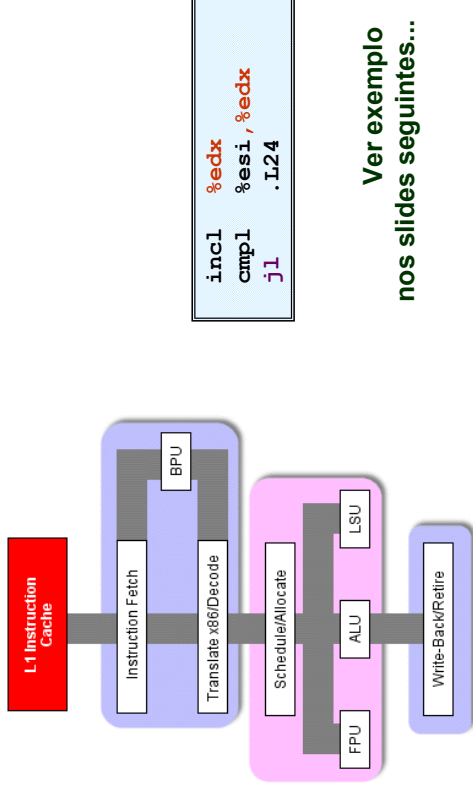 L1 Instruction
Cache
Instruction Fetch
BPU
Translate x86/Decode
Schedule/Allocate
FPU
ALU
LSU
Write-Back/Retire
incl %edx
cmpl %esi,%edx
jl .L24
Ver exemplo
nos slides seguintes...